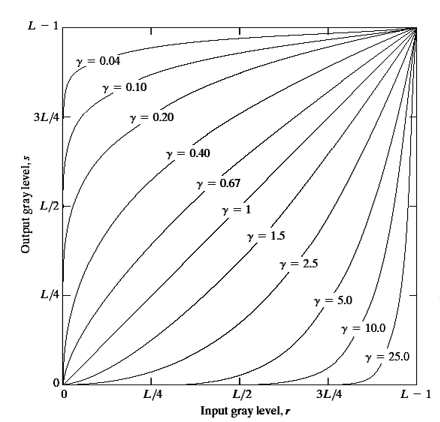 L − 1
γ = 0.04
γ = 0.10
3L/4
γ = 0.20
γ = 0.40
γ = 0.67
Output gray level, s
L/2
γ = 1
γ = 1.5
γ = 2.5
L/4
γ = 5.0
γ = 10.0
γ = 25.0
0
0
L/4
L/2
3L/4
L − 1
Input gray level, r